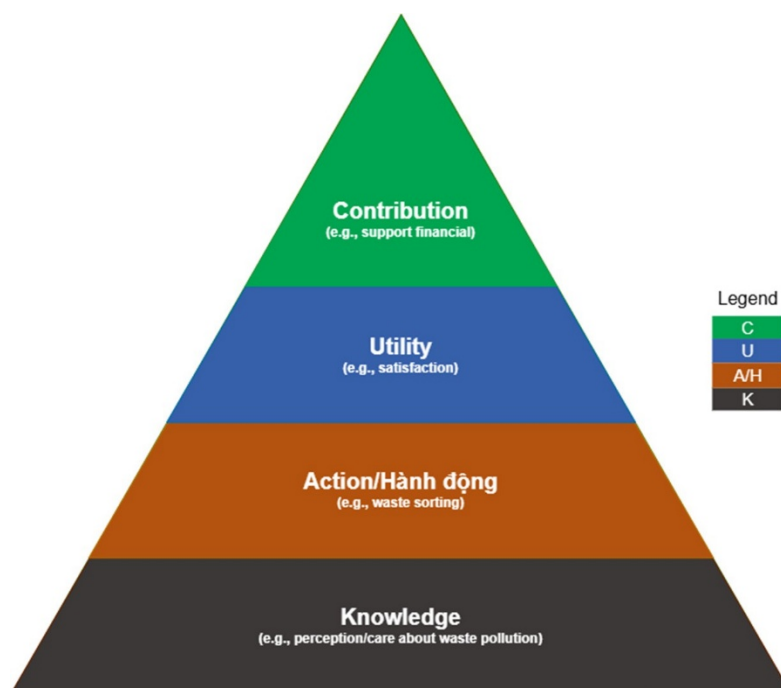 Contribution
(e.g., support financial)
Utility
(e.g., satisfaction)
Action/Hành động
(e.g., waste sorting)
Knowledge
(e.g., perception/care about waste pollution)
Legend
C
U
A/H
K